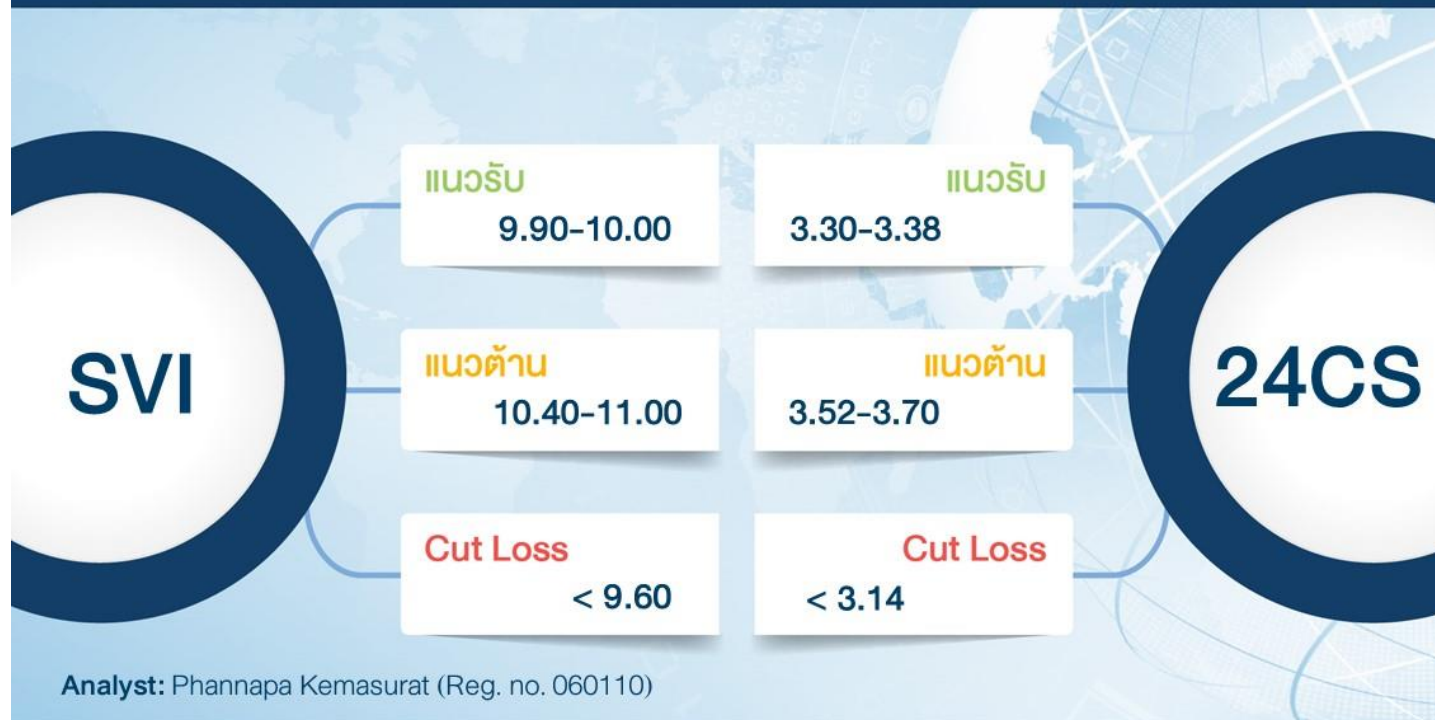 SVI
แนวรับ
9.90-10.00
แนวต้าน
10.40-11.00
Cut Loss
< 9.60
24CS
แนวรับ
3.30-3.38
แนวต้าน
3.52-3.70
Cut Loss
< 3.14
Analyst: Phannapa Kemasurat (Reg. no. 060110)